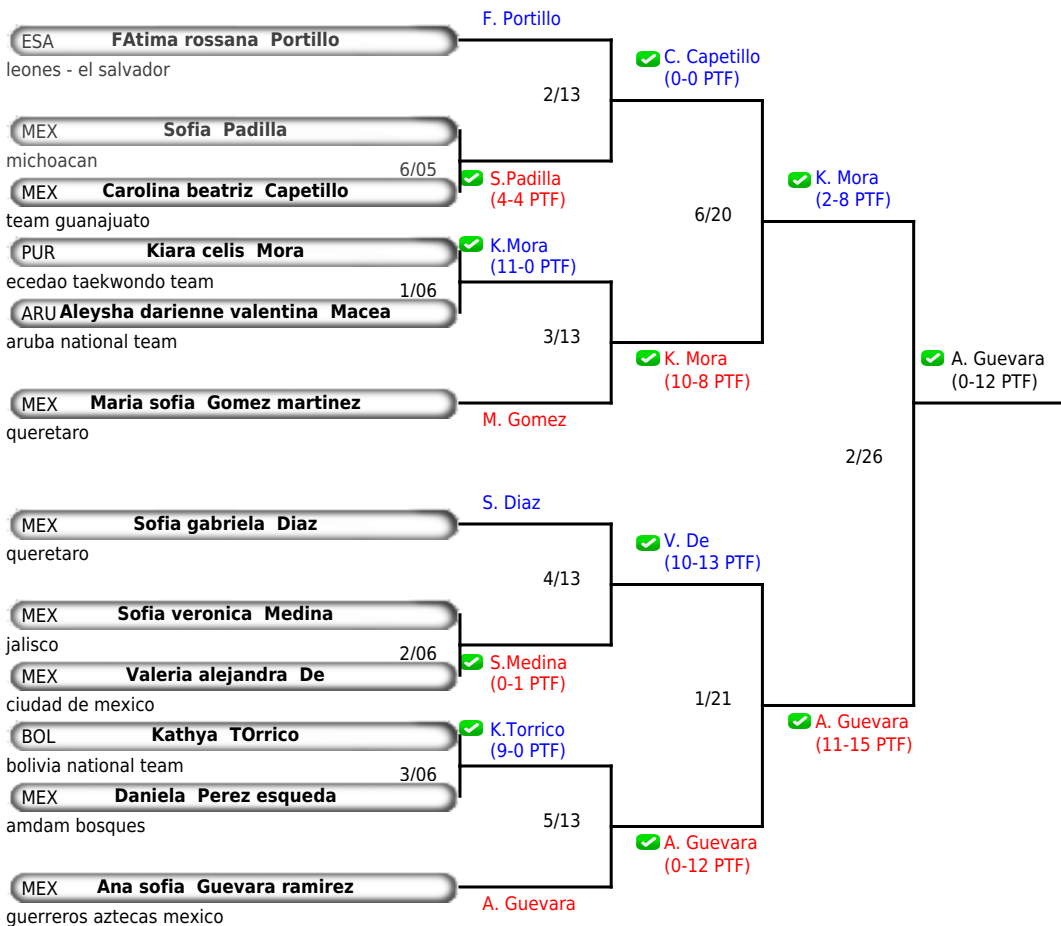 F. Portillo
ESA FAtima rossana Portillo
leones - el salvador
C. Capetillo
(0-0 PTF)
2/13
MEX Sofia Padilla
michoacan
6/05
S.Padilla
(4-4 PTF)
MEX Carolina beatriz Capetillo
team guanajuato
K. Mora
(2-8 PTF)
6/20
PUR Kiara celis Mora
ecedao taekwondo team
K.Mora
(11-0 PTF)
1/06
ARU Aleysha darienne valentina Macea
aruba national team
3/13
K. Mora
(10-8 PTF)
A. Guevara
(0-12 PTF)
MEX Maria sofia Gomez martinez
queretaro
M. Gomez
2/26
S. Diaz
MEX Sofia gabriela Diaz
queretaro
V. De
(10-13 PTF)
4/13
MEX Sofia veronica Medina
jalisco
2/06
S.Medina
(0-1 PTF)
MEX Valeria alejandra De
ciudad de mexico
1/21
A. Guevara
(11-15 PTF)
BOL Kathya TOrrico
bolivia national team
K.Torrico
(9-0 PTF)
3/06
MEX Daniela Perez esqueda
amdam bosques
5/13
A. Guevara
(0-12 PTF)
MEX Ana sofia Guevara ramirez
guerreros aztecas mexico
A. Guevara